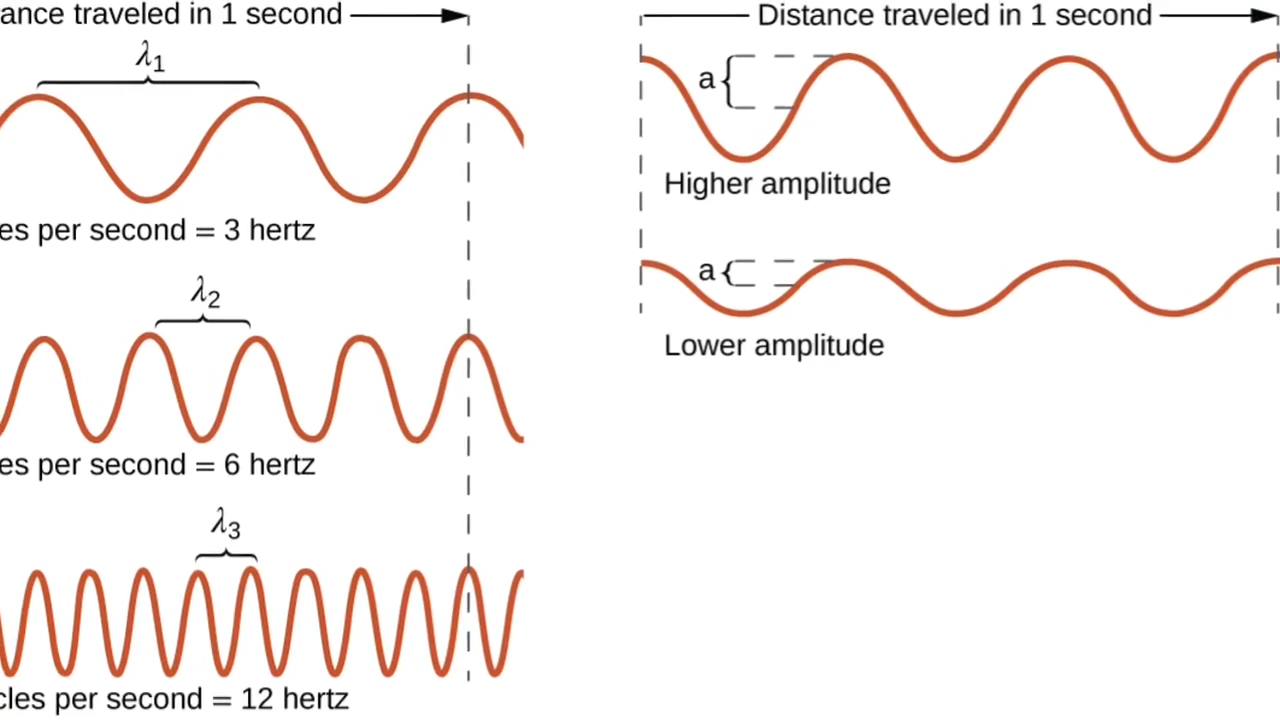 ance traveled in 1 second
λ1
es per second = 3 hertz
λ2
es per second = 6 hertz
λ3
cles per second = 12 hertz
Distance traveled in 1 second
a
Higher amplitude
a
Lower amplitude